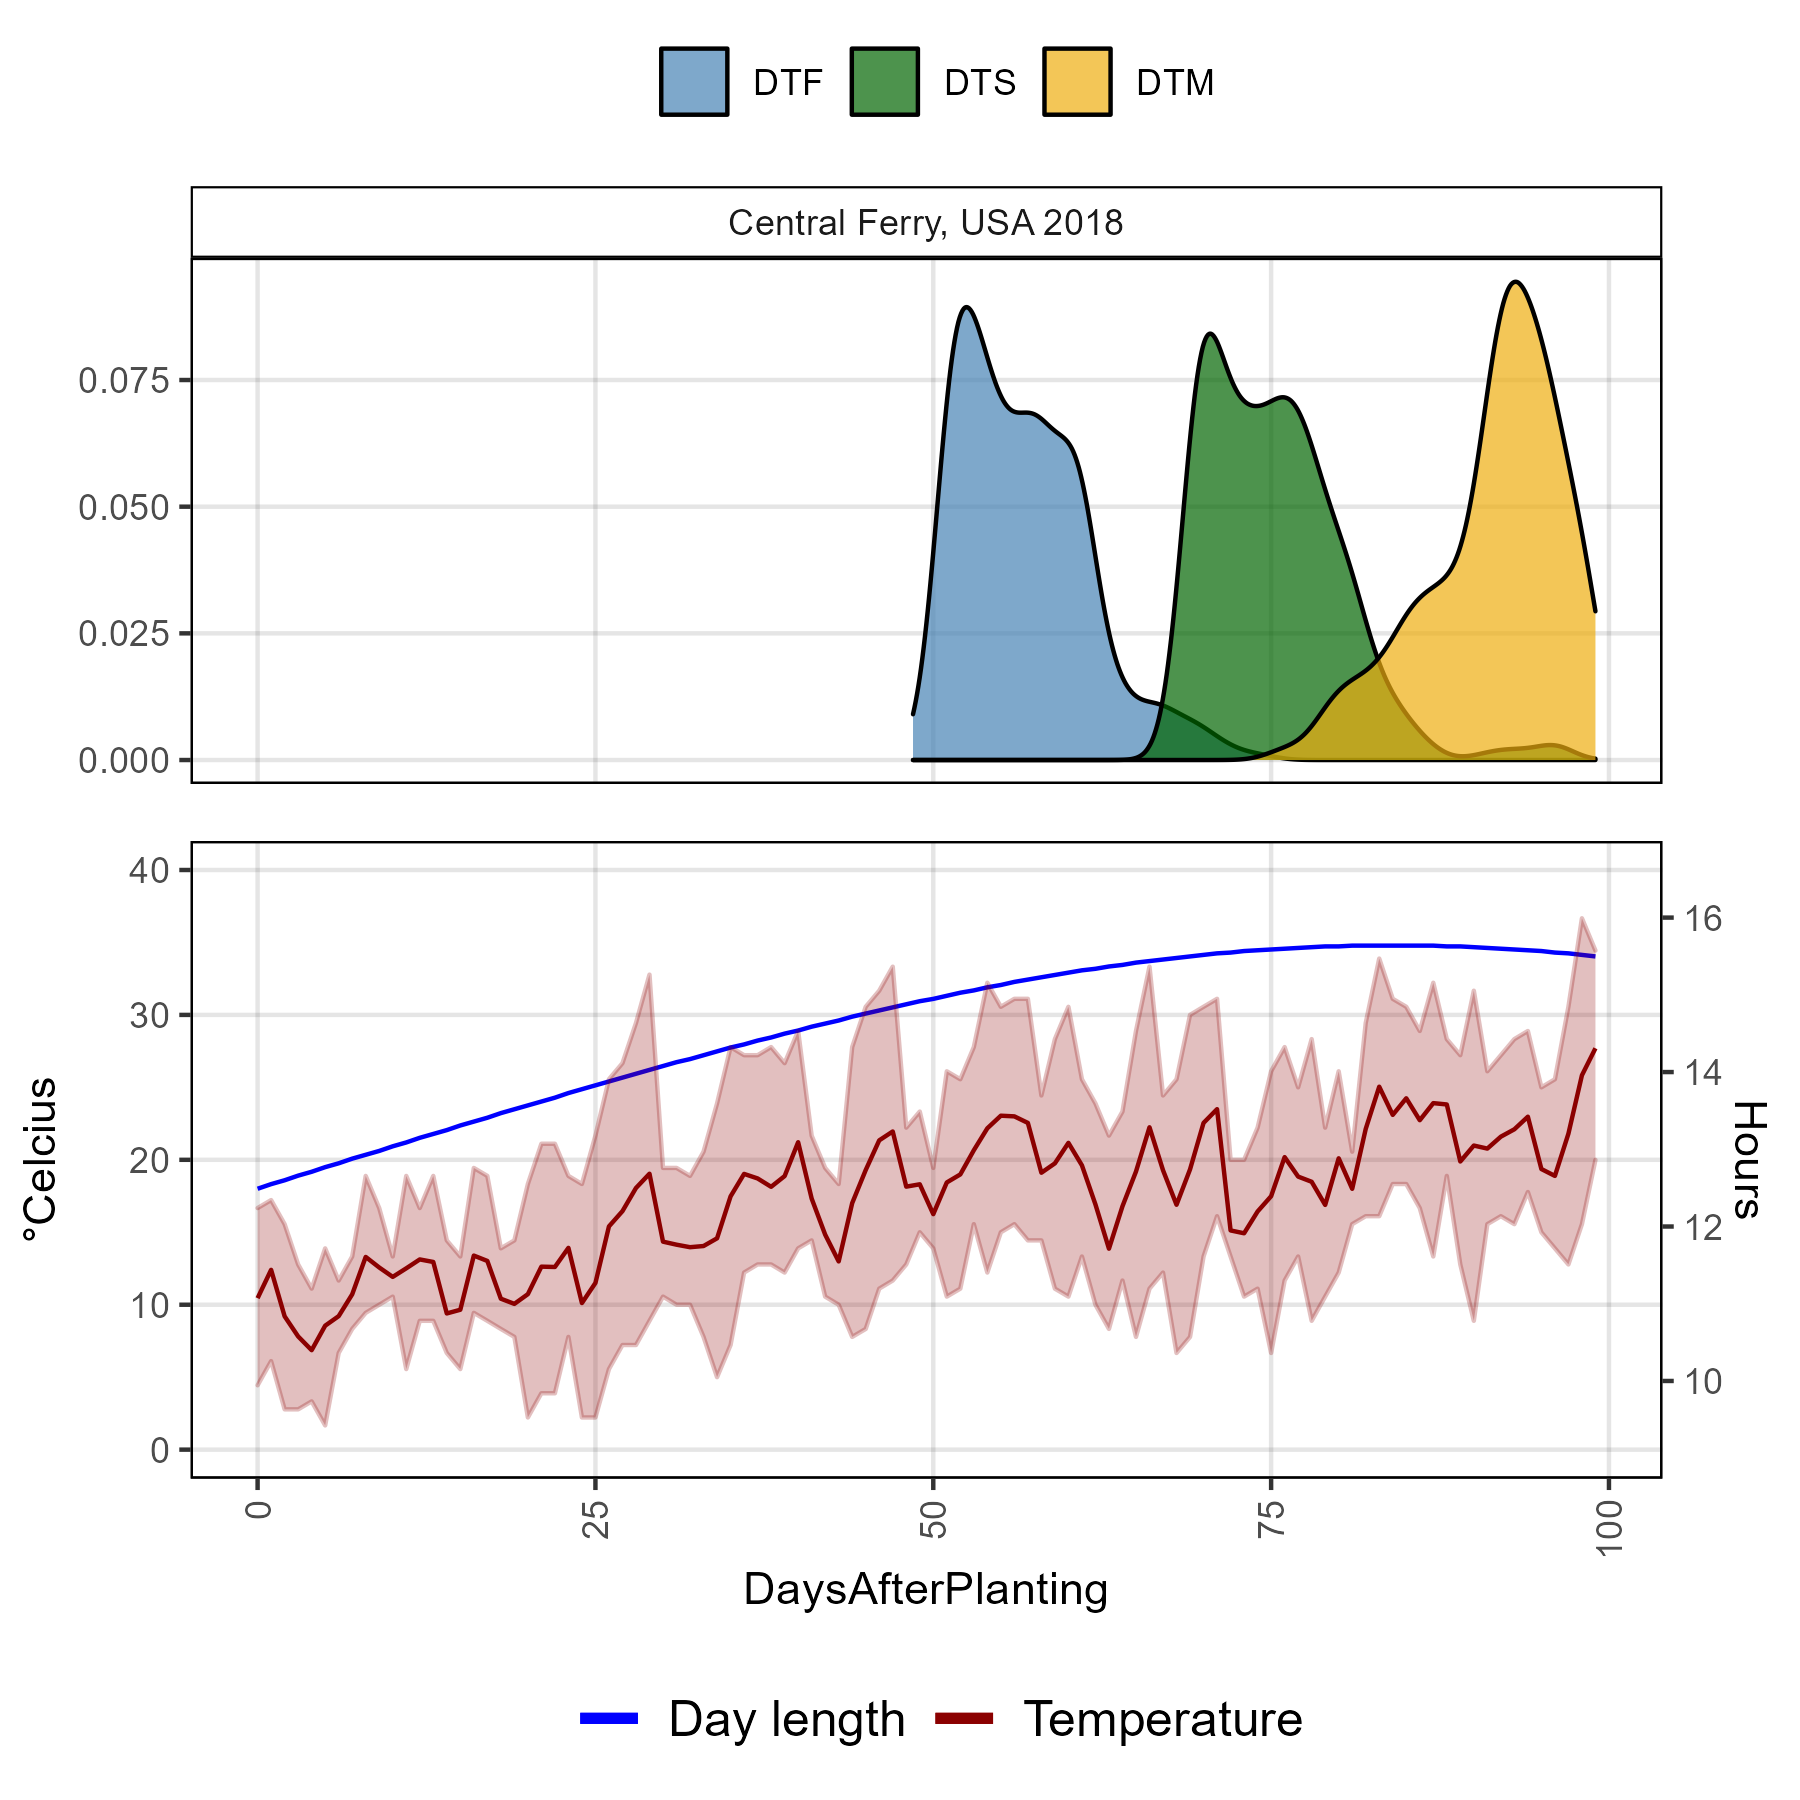 DTF DTS DTM
Central Ferry, USA 2018
0.075
0.050
0.025
0.000
40
30
20
10
0
°Celcius
16
14
12
10
Hours
0 25 50 75 100
DaysAfterPlanting
Day length Temperature